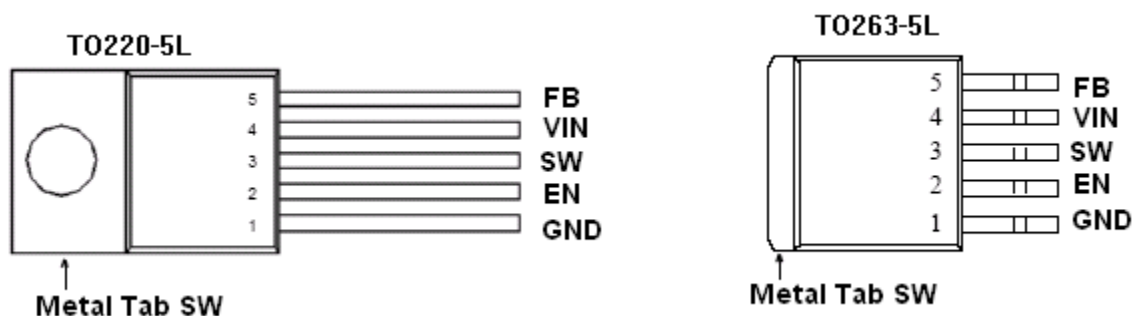 TO220-5L
5 FB
4 VIN
3 SW
2 EN
1 GND
Metal Tab SW
TO263-5L
5 FB
4 VIN
3 SW
2 EN
1 GND
Metal Tab SW